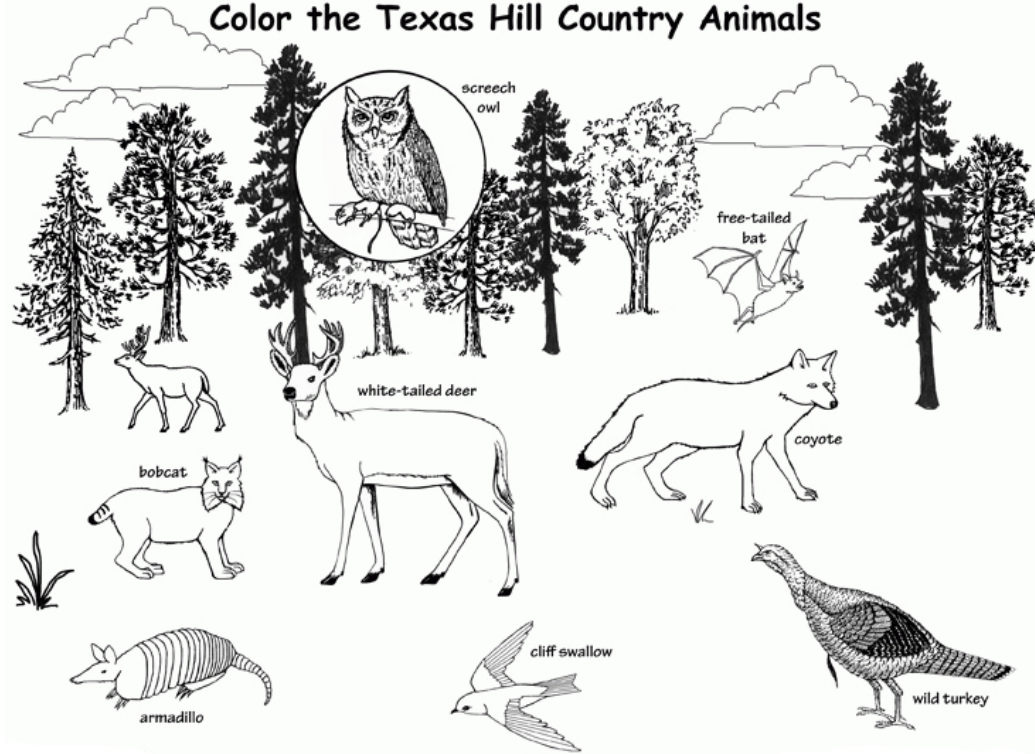 Color the Texas Hill Country Animals
screech
owl
free-tailed
bat
white-tailed deer
coyote
bobcat
cliff swallow
wild turkey
armadillo